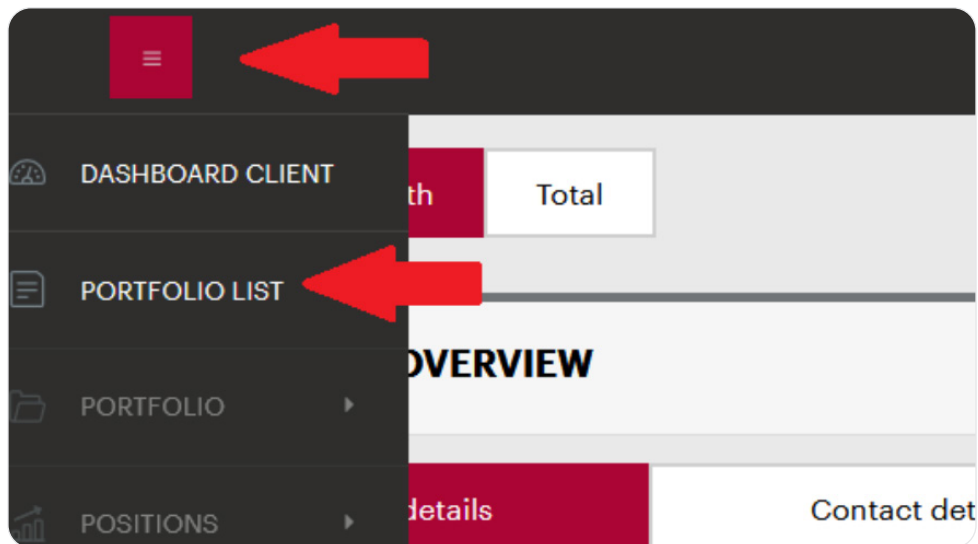 DASHBOARD CLIENT
th Total
PORTFOLIO LIST
OVERVIEW
PORTFOLIO
details Contact det
POSITIONS